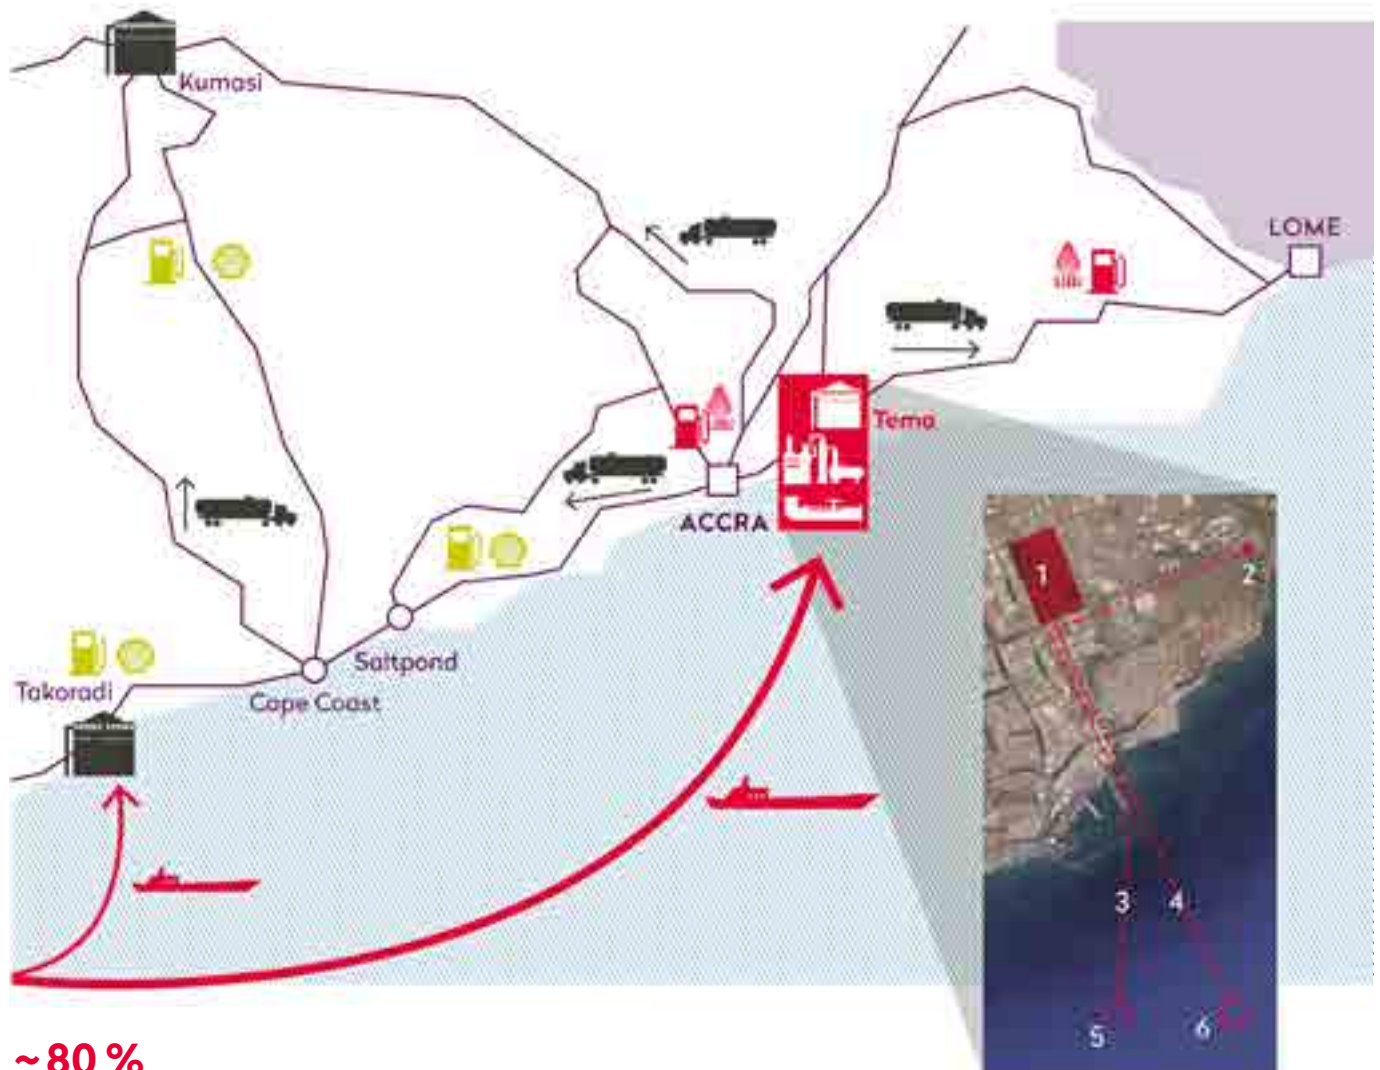 Kumasi
LOME
Tema
ACCRA
Saltpond
Takoradi
Cape Coast
1
2
3
4
5
6
~80 %